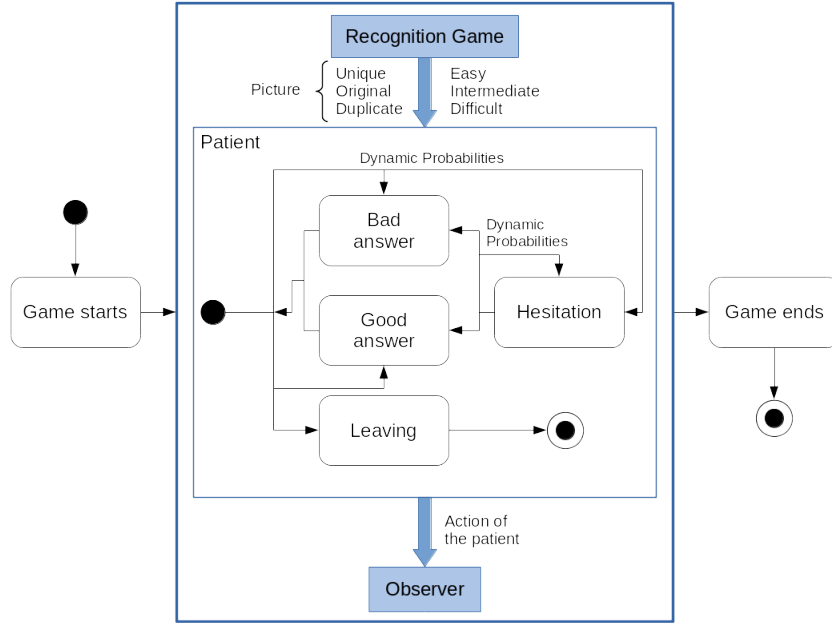 Recognition Game
Picture
Unique
Original
Duplicate
Easy
Intermediate
Difficult
Patient
Dynamic Probabilities
Bad
answer
Dynamic
Probabilities
Game starts
Good
answer
Hesitation
Game ends
Leaving
Action of
the patient
Observer